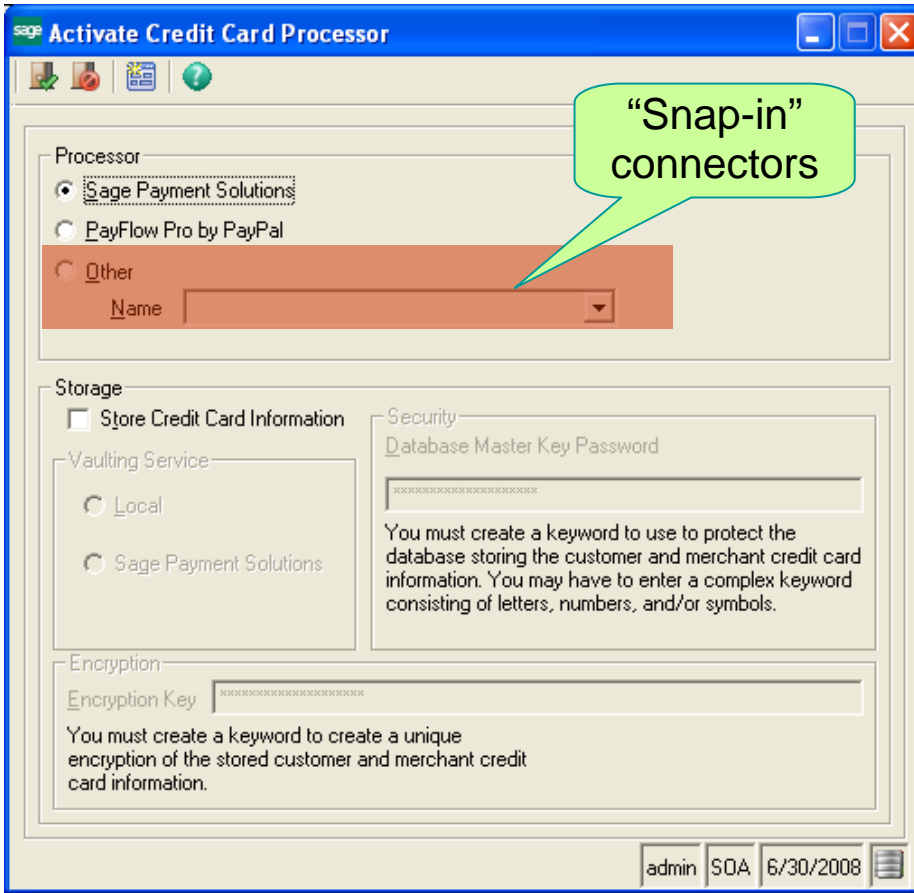 sage Activate Credit Card Processor
“Snap-in”
connectors
Processor
Sage Payment Solutions
PayFlow Pro by PayPal
Other
Name
Storage
Store Credit Card Information
Vaulting Service
Local
Sage Payment Solutions
Security
Database Master Key Password
********************
You must create a keyword to use to protect the
database storing the customer and merchant credit card
information. You may have to enter a complex keyword
consisting of letters, numbers, and/or symbols.
Encryption
Encryption Key ********************
You must create a keyword to create a unique
encryption of the stored customer and merchant credit
card information.
admin SOA 6/30/2008